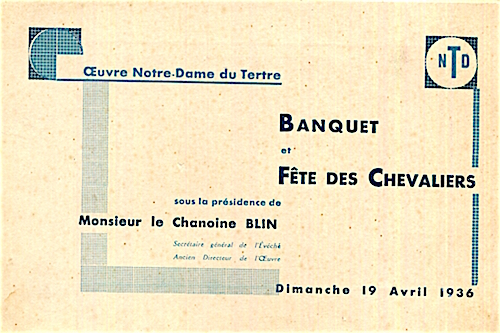 Œuvre Notre-Dame du Tertre
NTD
BANQUET
et
FÊTE DES CHEVALIERS
sous la présidence de
Monsieur le Chanoine BLIN
Secrétaire général de l'Évêché
Ancien Directeur de l'Œuvre
Dimanche 19 Avril 1936